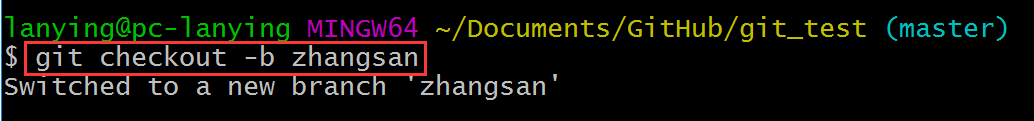 lanying@pc-lanying MINGW64 ~/Documents/GitHub/git_test (master)
$ git checkout -b zhangsan
Switched to a new branch 'zhangsan'